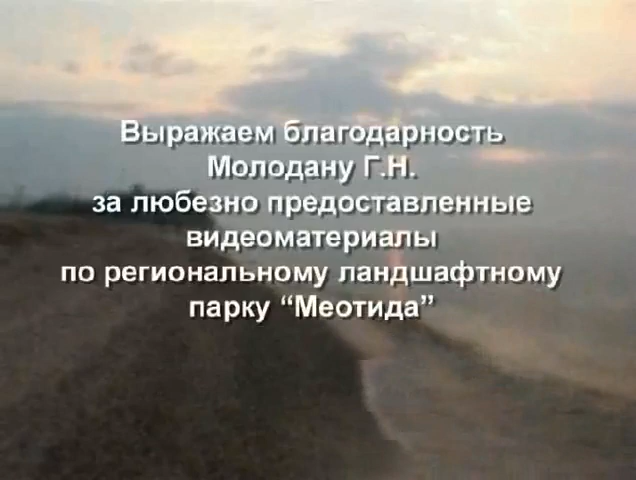 Выражаем благодарность
Молодану Г.Н.
за любезно предоставленные
видеоматериалы
по региональному ландшафтному
парку “Меотида”